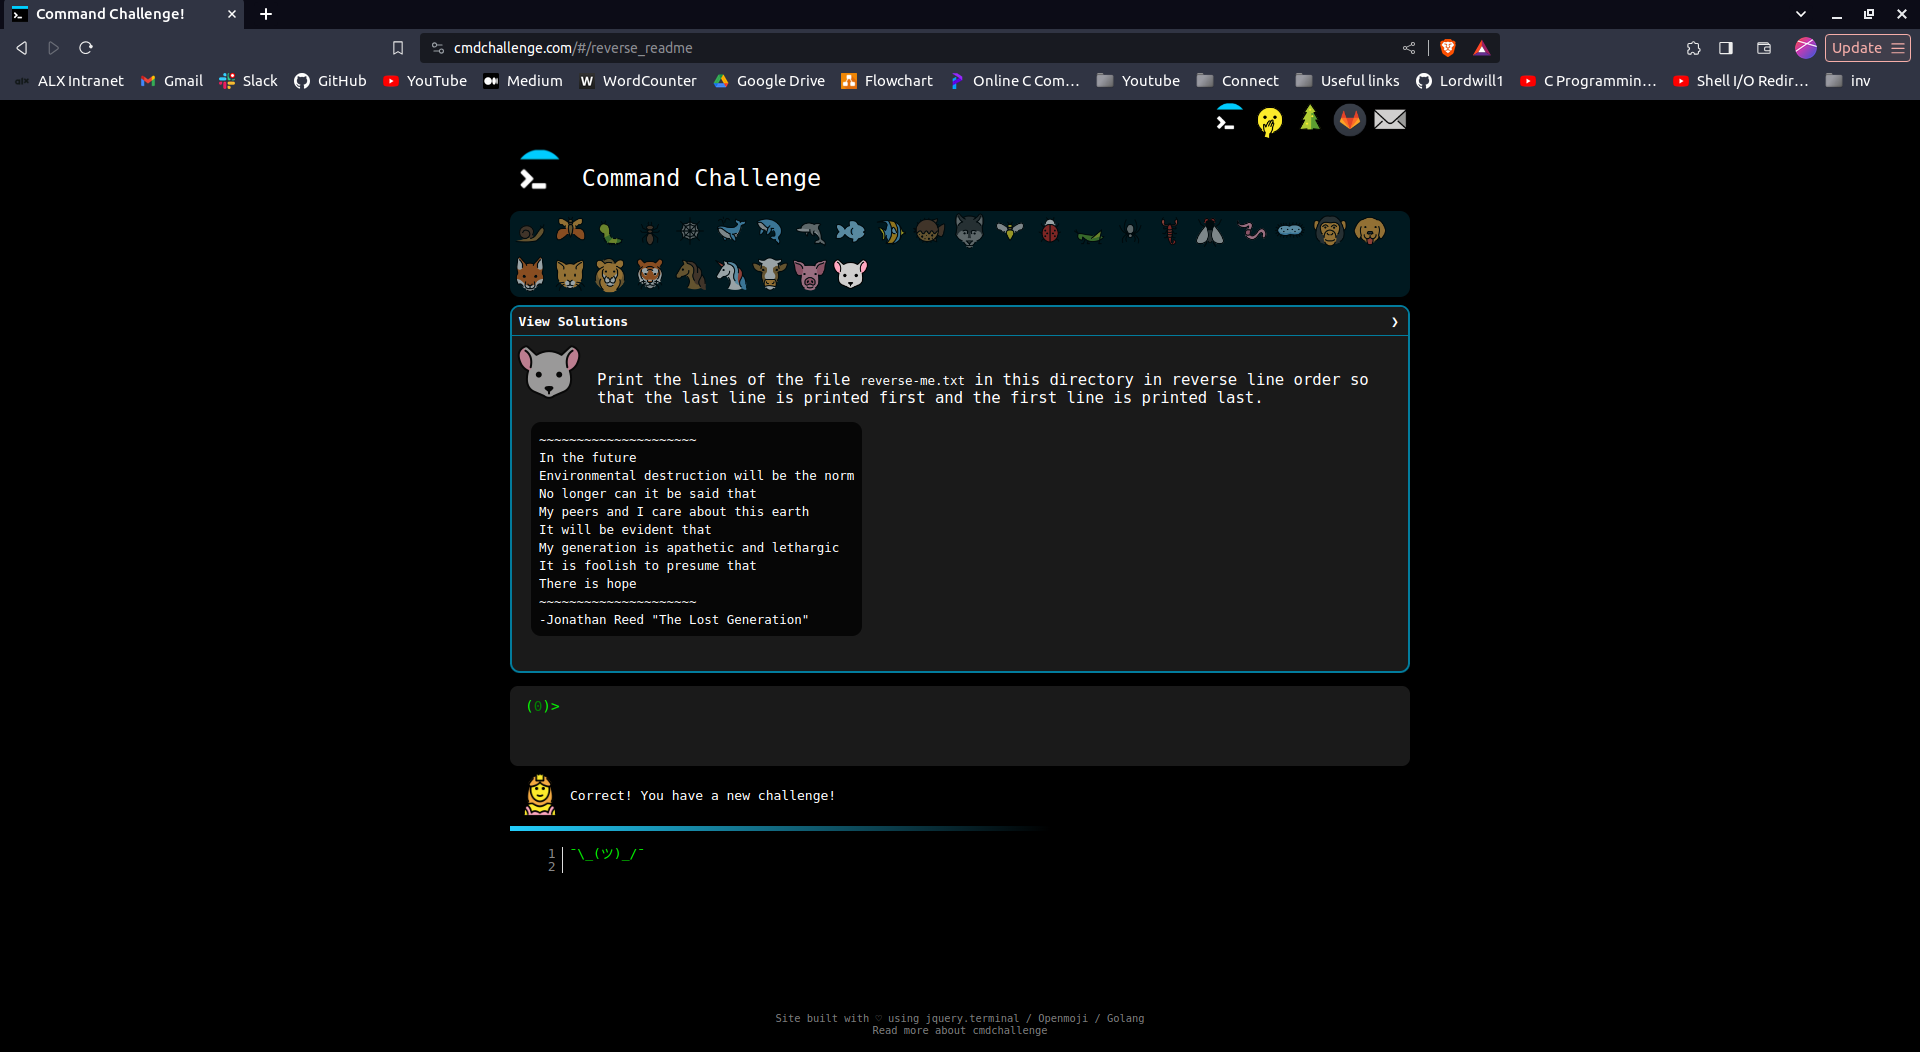 Command Challenge!
cmdchallenge.com/#/reverse_readme
Update
ALX Intranet
Gmail
Slack
GitHub
YouTube
Medium
WordCounter
Google Drive
Flowchart
Online C Com...
Youtube
Connect
Useful links
Lordwill1
C Programmin...
Shell I/O Redir...
inv
Command Challenge
View Solutions
Print the lines of the file reverse-me.txt in this directory in reverse line order so
that the last line is printed first and the first line is printed last.
~~~~~~~~~~~~~~~~~~~~~
In the future
Environmental destruction will be the norm
No longer can it be said that
My peers and I care about this earth
It will be evident that
My generation is apathetic and lethargic
It is foolish to presume that
There is hope
~~~~~~~~~~~~~~~~~~~~~
-Jonathan Reed "The Lost Generation"
(0)>
Correct! You have a new challenge!
1 ¯\_(ツ)_/¯
2
Site built with ♡ using jquery.terminal / Openmoji / Golang
Read more about cmdchallenge